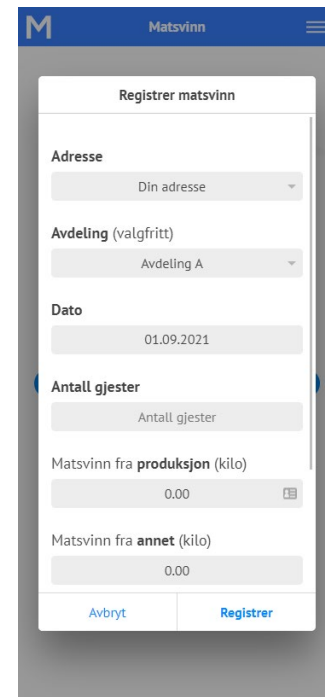 M Matsvinn
Registrer matsvinn
Adresse
Din adresse
Avdeling (valgfritt)
Avdeling A
Dato
01.09.2021
Antall gjester
Antall gjester
Matsvinn fra produksjon (kilo)
0.00
Matsvinn fra annet (kilo)
0.00
Avbryt Registrer